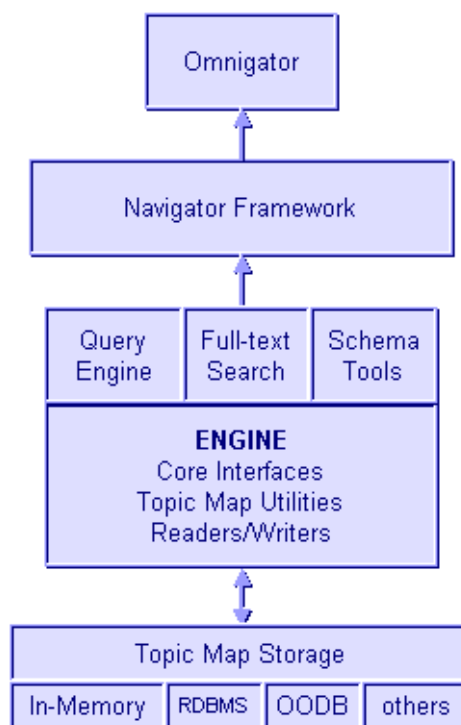 Omnigator
Navigator Framework
Query Engine
Full-text Search
Schema Tools
ENGINE
Core Interfaces
Topic Map Utilities
Readers/Writers
Topic Map Storage
In-Memory
RDBMS
OODB
others